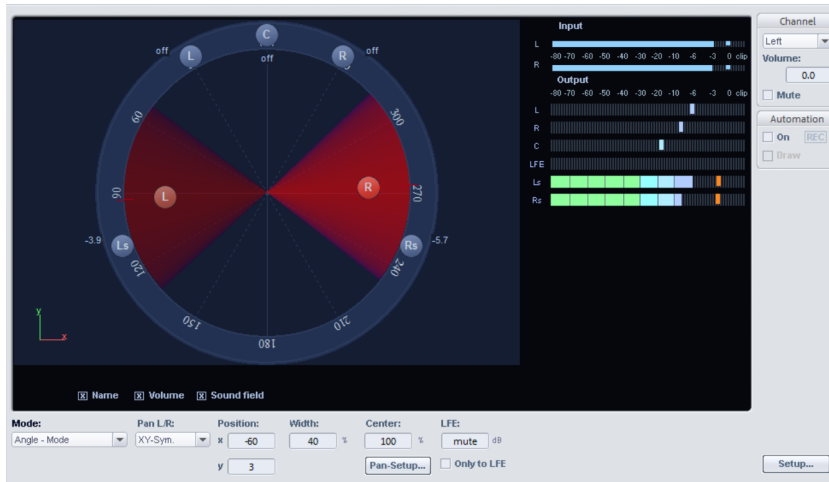 C
off
L
off
R
off
60
300
90
L
R
270
-3.9
Ls
Rs
-5.7
120
240
150
210
180
y
x
Name
Volume
Sound field
Input
L
-80 -70 -60 -50 -40 -30 -20 -10 -6 -3 0 clip
R
Output
-80 -70 -60 -50 -40 -30 -20 -10 -6 -3 0 clip
L
R
C
LFE
Ls
Rs
Channel
Left
Volume:
0.0
Mute
Automation
On REC
Draw
Mode: Pan L/R: Position: Width: Center: LFE:
Angle - Mode XY-Sym. x -60 40 % 100 % mute dB
y 3 Pan-Setup... Only to LFE
Setup...